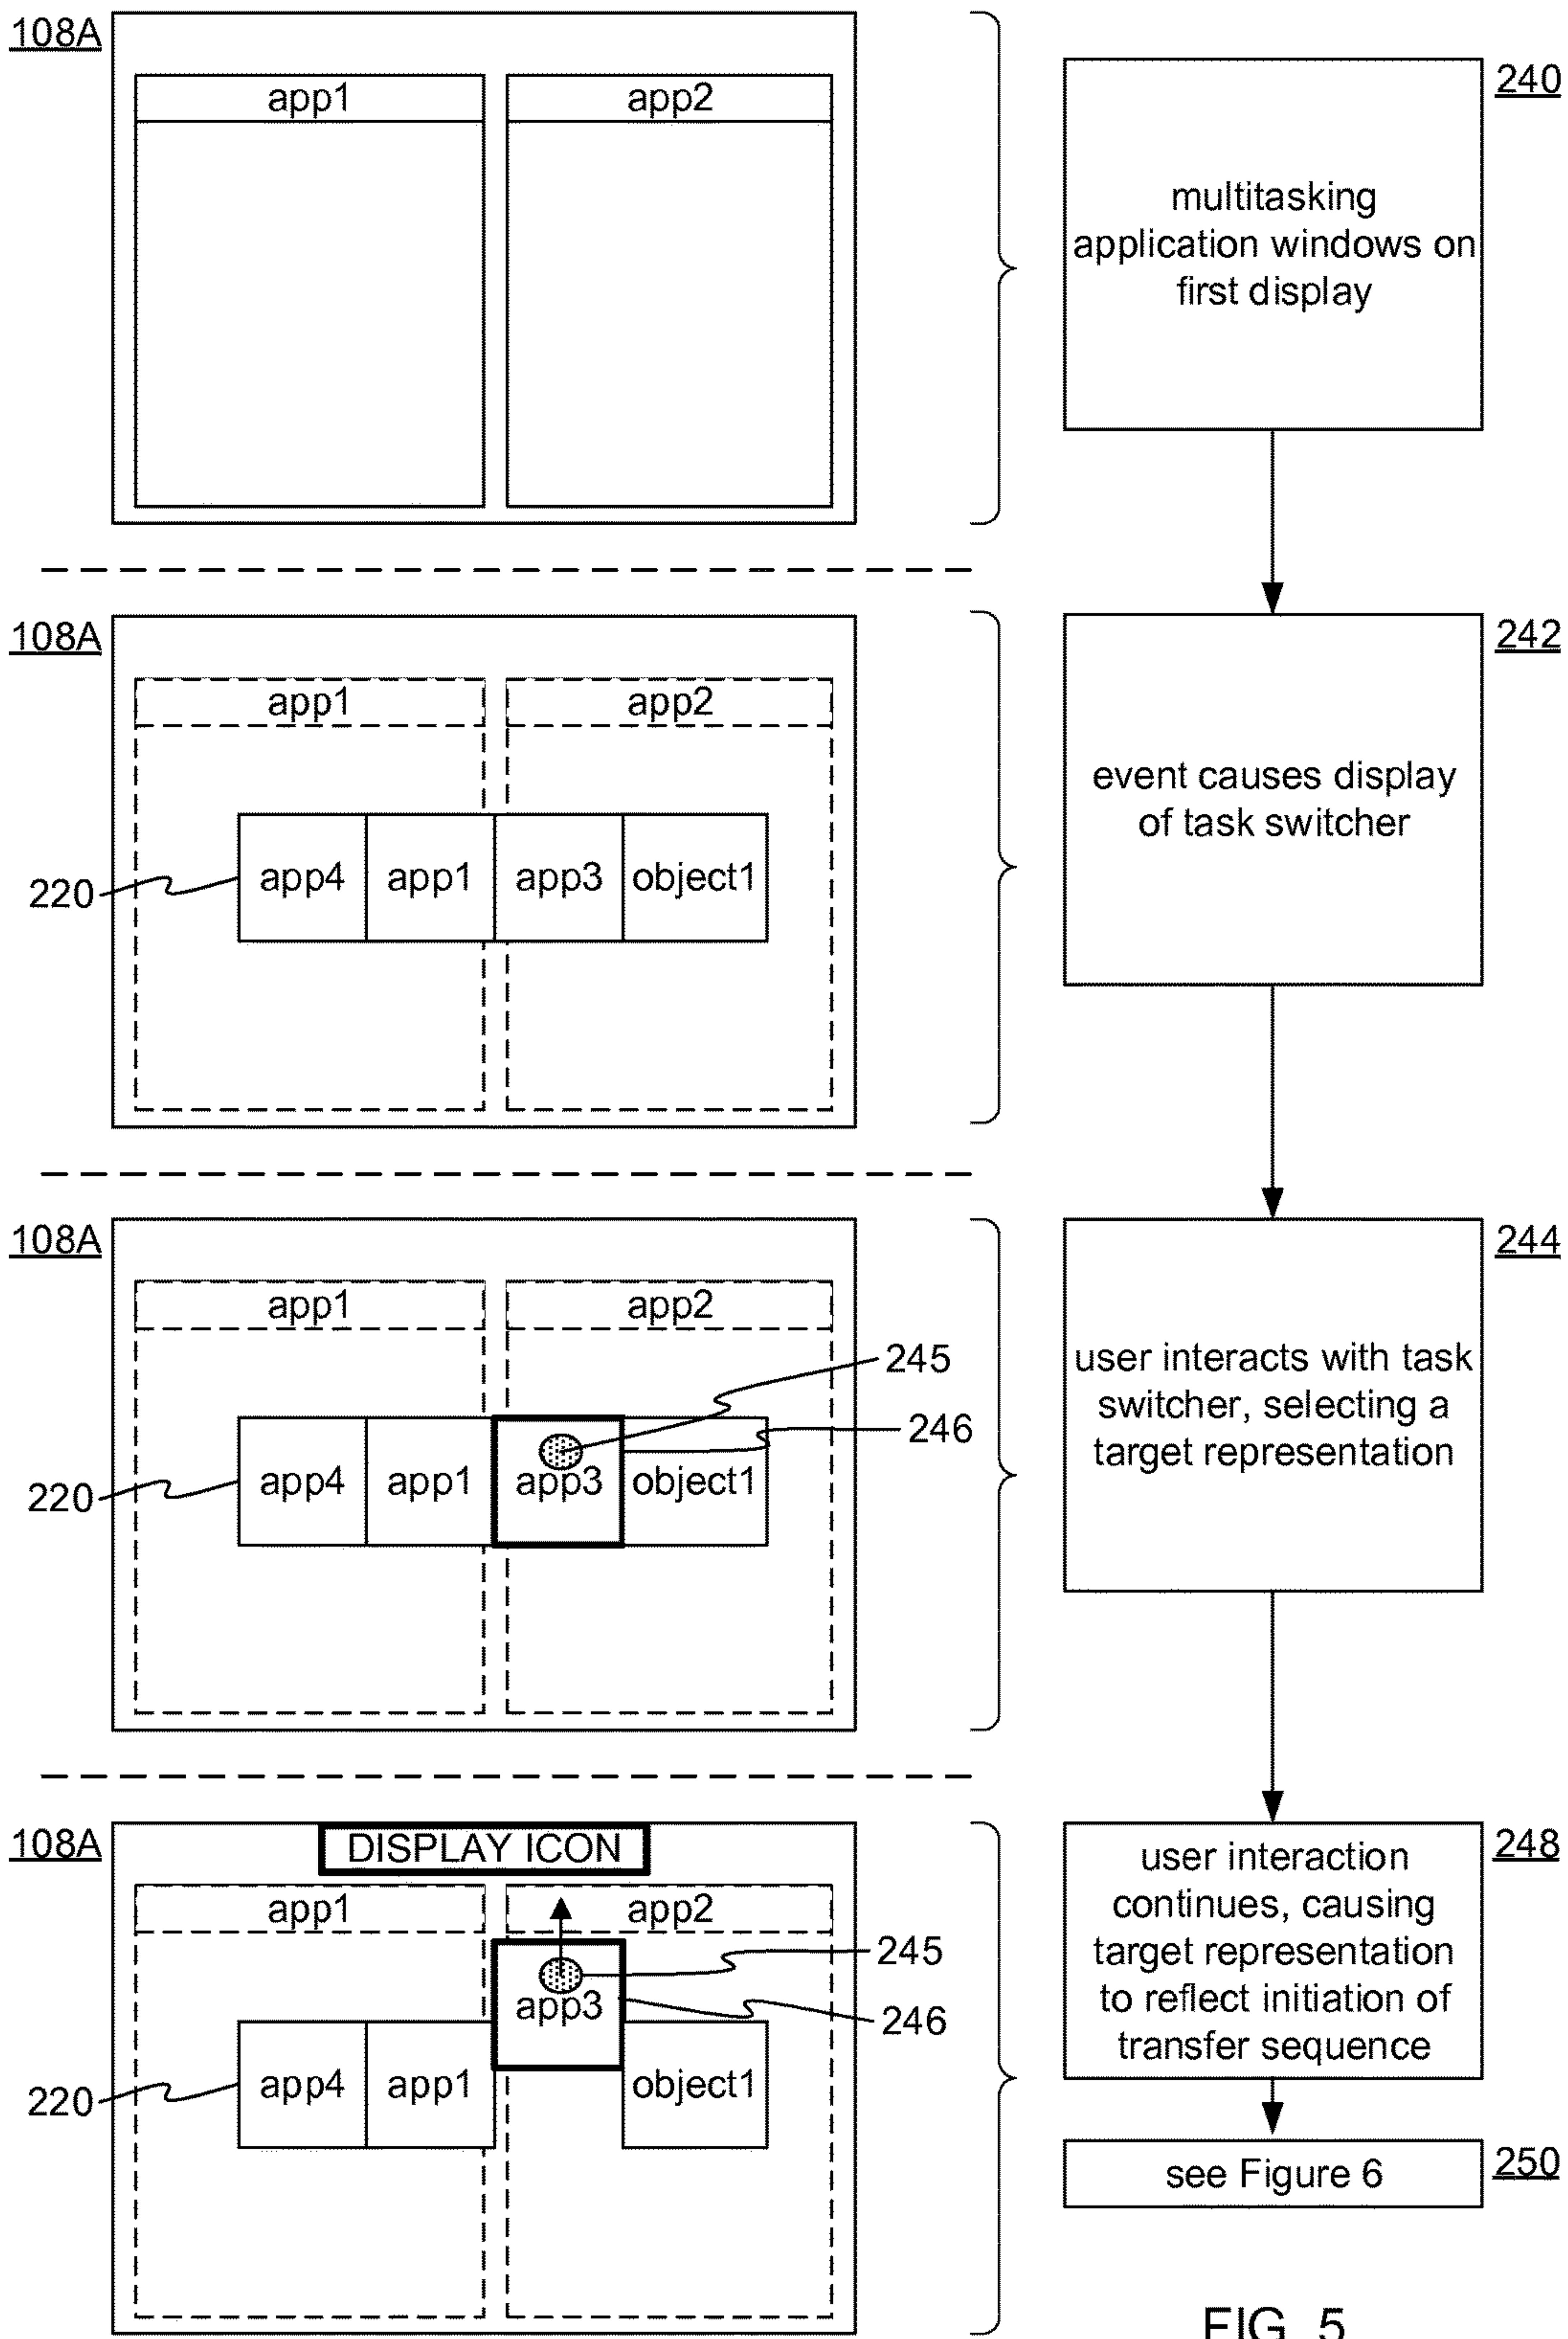 108A
app1
app2
240
multitasking
application windows on
first display
108A
app1
app2
220
app4
app1
app3
object1
242
event causes display
of task switcher
108A
app1
app2
245
246
220
app4
app1
app3
object1
244
user interacts with task
switcher, selecting a
target representation
108A
DISPLAY ICON
app1
app2
245
app3
246
220
app4
app1
object1
248
user interaction
continues, causing
target representation
to reflect initiation of
transfer sequence
see Figure 6
250
FIG. 5